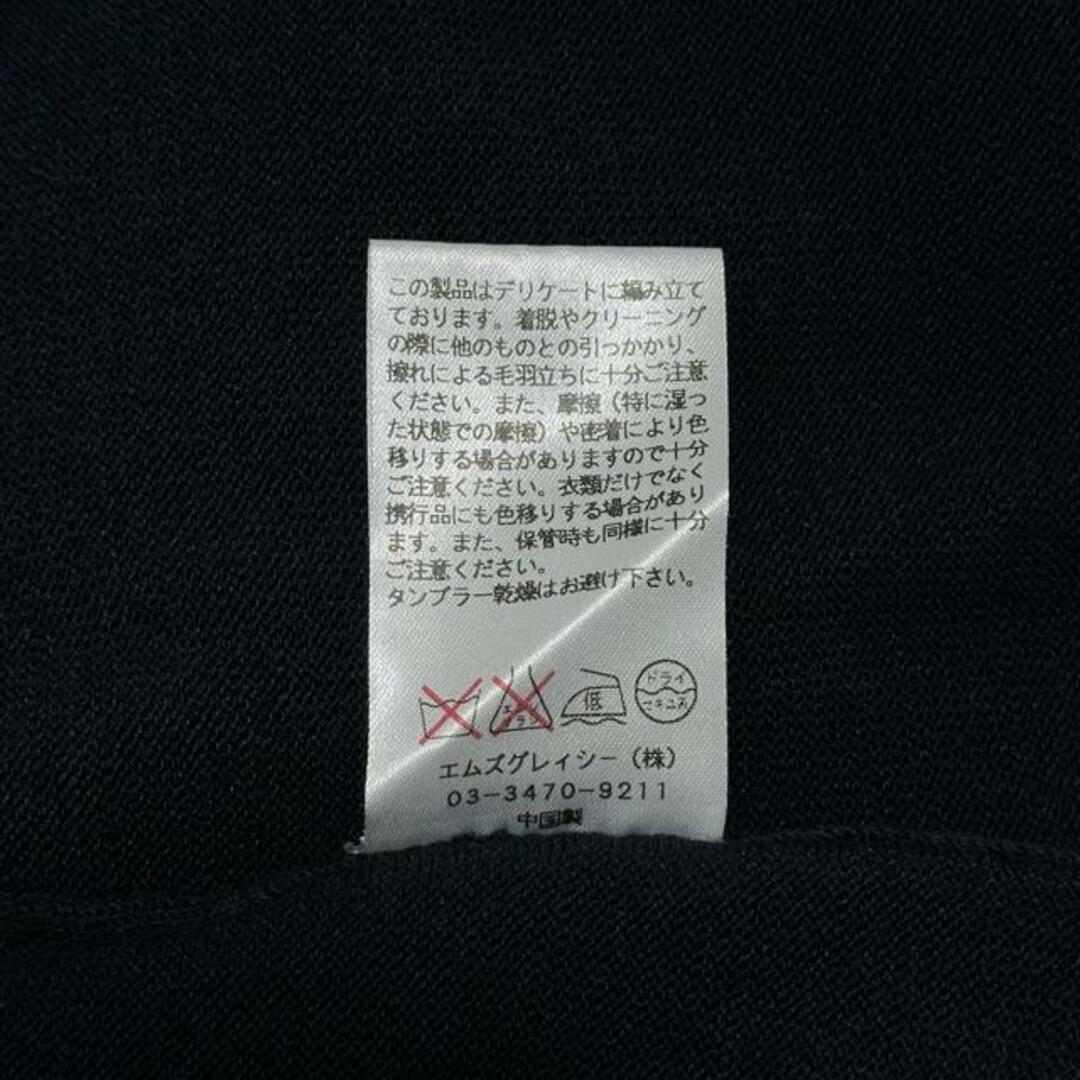 この製品はデリケートに編み立て
ております。着脱やクリーニング
の際に他のものとの引っかかり、
擦れによる毛羽立ちに十分ご注意
ください。また、摩擦（特に湿っ
た状態での摩擦）や密着により色
移りする場合がありますので十分
ご注意ください。衣類だけでなく
携行品にも色移りする場合があり
ます。また、保管時も同様に十分
ご注意ください。
タンブラー乾燥はお避け下さい。
エンソ
サラシ
低
ドライ
セキユ系
エムズグレィシー（株）
03-3470-9211
中国製